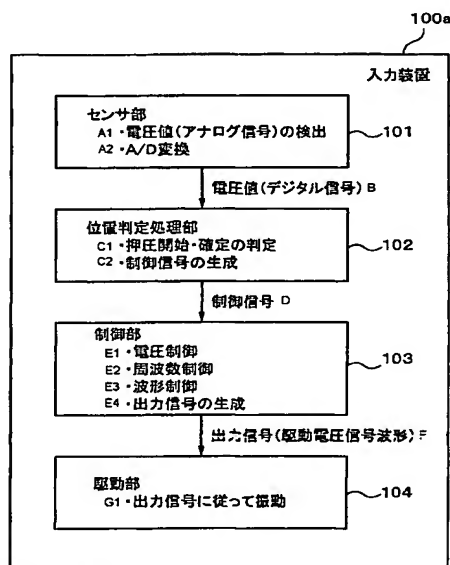 100a
入力装置
センサ部
A1・電圧値(アナログ信号)の検出
A2・A/D変換
101
電圧値(デジタル信号) B
位置判定処理部
C1・押圧開始・確定の判定
C2・制御信号の生成
102
制御信号 D
制御部
E1・電圧制御
E2・周波数制御
E3・波形制御
E4・出力信号の生成
103
出力信号(駆動電圧信号波形) F
駆動部
G1・出力信号に従って振動
104